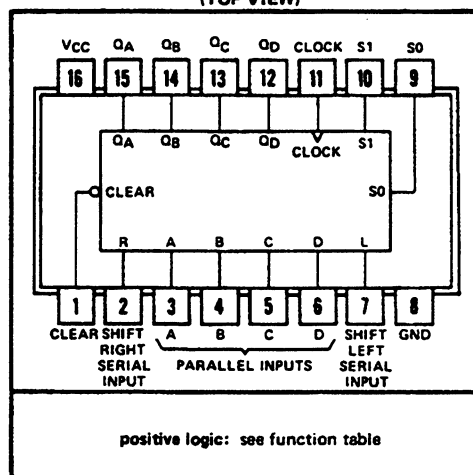 (TOP VIEW)
VCC QA QB QC QD CLOCK S1 S0
16 15 14 13 12 11 10 9
QA QB QC QD CLOCK S1
CLEAR S0
R A B C D L
1 2 3 4 5 6 7 8
CLEAR SHIFT RIGHT SERIAL INPUT A B C D SHIFT LEFT SERIAL INPUT GND
PARALLEL INPUTS
positive logic: see function table